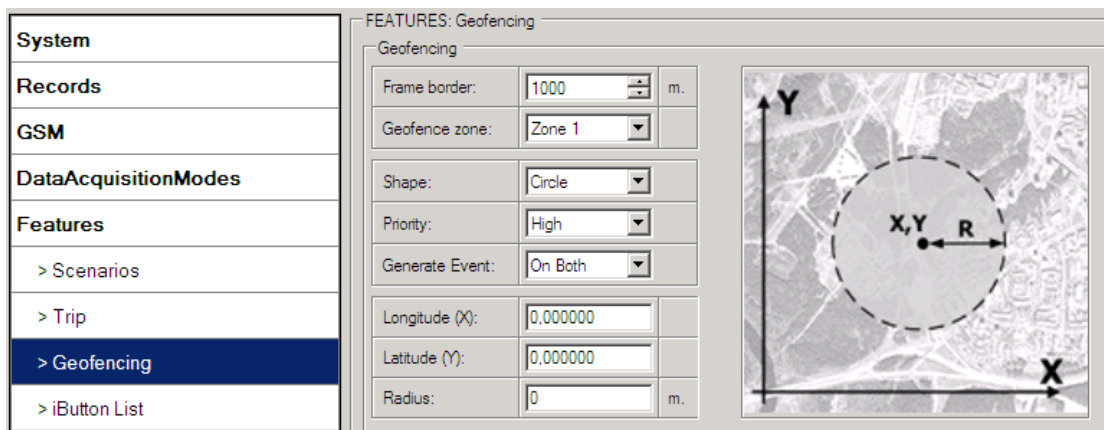 System
Records
GSM
DataAcquisitionModes
Features
> Scenarios
> Trip
> Geofencing
> iButton List
FEATURES: Geofencing
Geofencing
Frame border: 1000 m.
Geofence zone: Zone 1
Shape: Circle
Priority: High
Generate Event: On Both
Longitude (X): 0,000000
Latitude (Y): 0,000000
Radius: 0 m.
Y
X,Y R
X